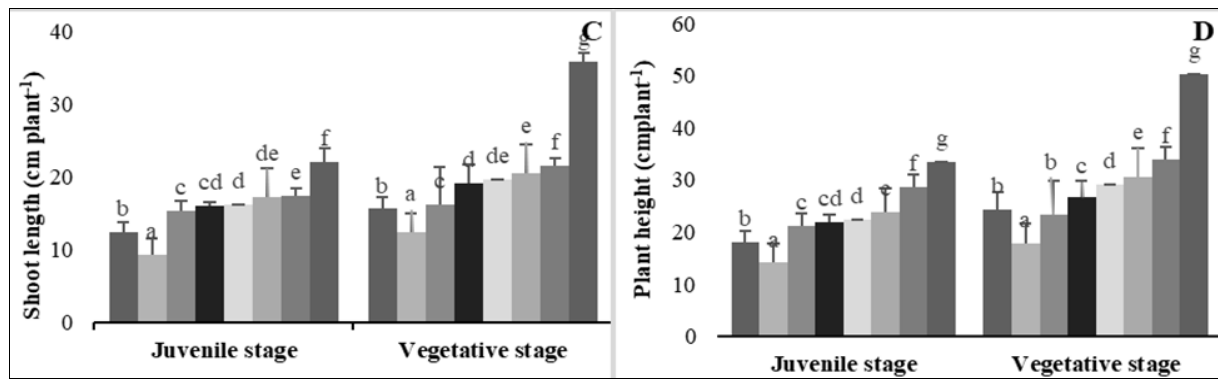 C
Shoot length (cm plant⁻¹)
40
30
20
10
0
b
a
c
cd
d
de
e
f
b
a
c
d
de
e
f
g
Juvenile stage
Vegetative stage
D
Plant height (cmplant⁻¹)
60
50
40
30
20
10
0
b
a
c
cd
d
e
f
g
b
a
b
c
d
e
f
g
Juvenile stage
Vegetative stage